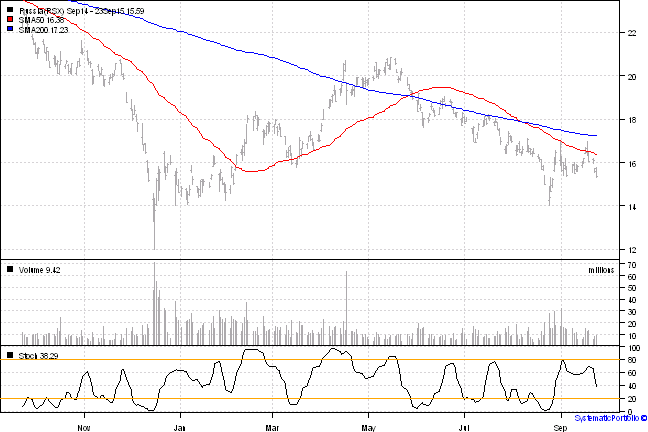 Russia(RSX) Sep14 - 23Sep15 15.59
SMA50 16.38
SMA200 17.23
22
20
18
16
14
12
Volume 9.42
millions
70
60
50
40
30
20
10
Stoch 38.29
100
80
60
40
20
0
Nov Jan Mar May Jul Sep
SystematicPortfolio ©